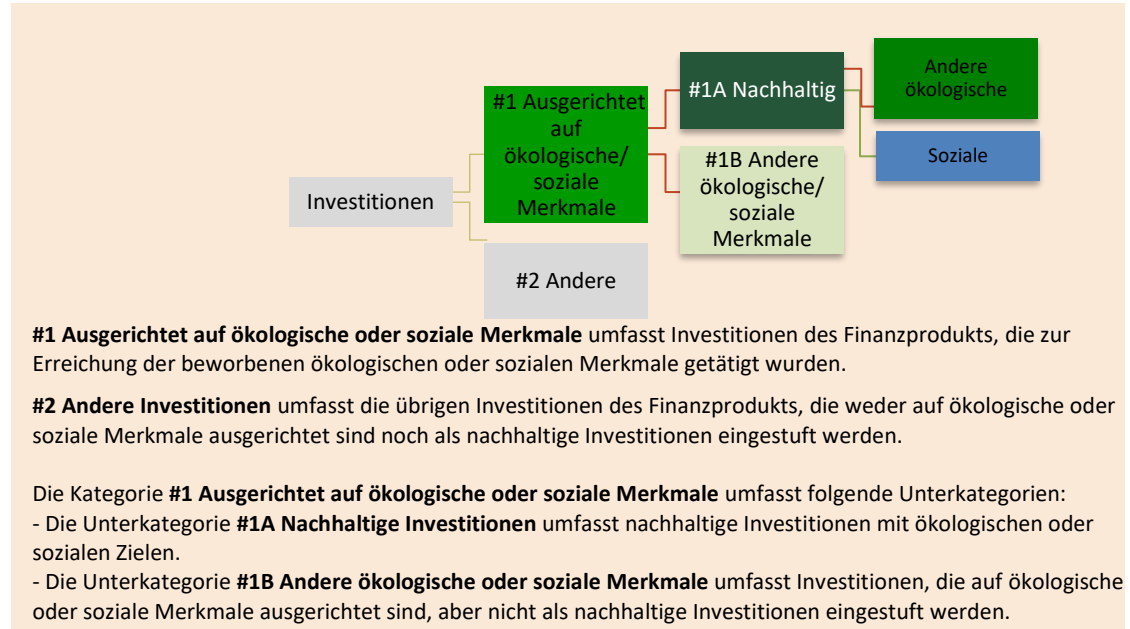 Investitionen
#1 Ausgerichtet
auf
ökologische/
soziale
Merkmale
#2 Andere
#1A Nachhaltig
#1B Andere
ökologische/
soziale
Merkmale
Andere
ökologische
Soziale
#1 Ausgerichtet auf ökologische oder soziale Merkmale umfasst Investitionen des Finanzprodukts, die zur
Erreichung der beworbenen ökologischen oder sozialen Merkmale getätigt wurden.
#2 Andere Investitionen umfasst die übrigen Investitionen des Finanzprodukts, die weder auf ökologische oder
soziale Merkmale ausgerichtet sind noch als nachhaltige Investitionen eingestuft werden.
Die Kategorie #1 Ausgerichtet auf ökologische oder soziale Merkmale umfasst folgende Unterkategorien:
- Die Unterkategorie #1A Nachhaltige Investitionen umfasst nachhaltige Investitionen mit ökologischen oder
sozialen Zielen.
- Die Unterkategorie #1B Andere ökologische oder soziale Merkmale umfasst Investitionen, die auf ökologische
oder soziale Merkmale ausgerichtet sind, aber nicht als nachhaltige Investitionen eingestuft werden.